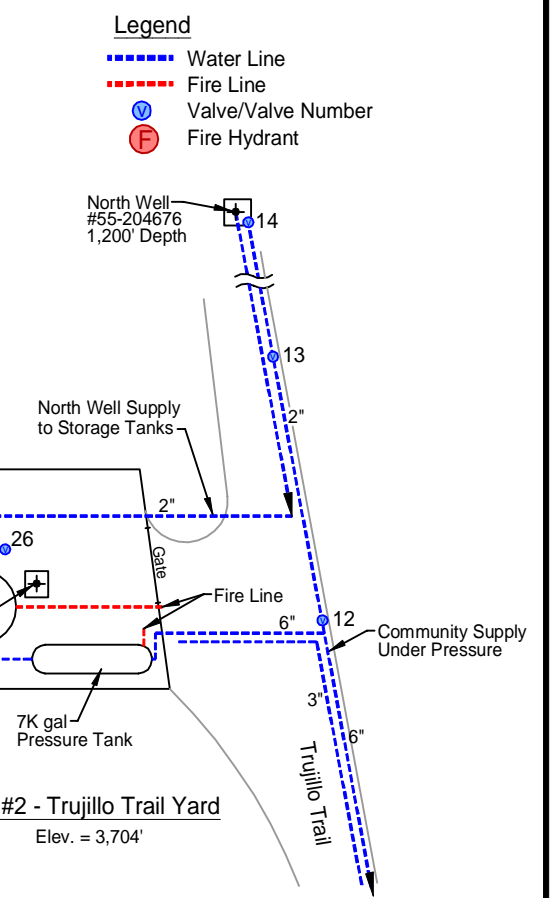 Legend
Water Line
Fire Line
V Valve/Valve Number
F Fire Hydrant
North Well
#55-204676
1,200' Depth
V 14
V 13
2"
North Well Supply
to Storage Tanks
2"
V 26
Gate
Fire Line
V 12
6"
Community Supply
Under Pressure
3"
6"
7K gal
Pressure Tank
Trujillo Trail
#2 - Trujillo Trail Yard
Elev. = 3,704'